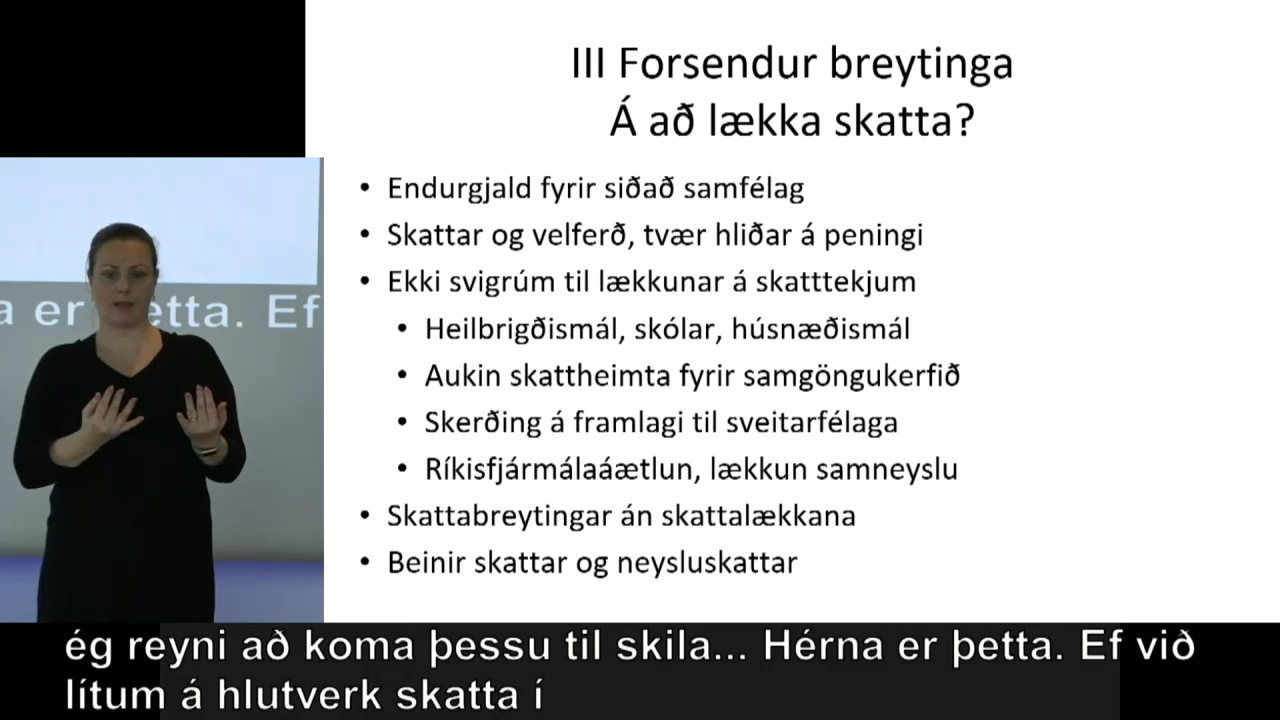 III Forsendur breytinga
Á að lækka skatta?
• Endurgjald fyrir siðað samfélag
• Skattar og velferð, tvær hliðar á peningi
• Ekki svigrúm til lækkunar á skatttekjum
• Heilbrigðismál, skólar, húsnæðismál
• Aukin skattheimta fyrir samgöngukerfið
• Skerðing á framlagi til sveitarfélaga
• Ríkisfjármálaáætlun, lækkun samneyslu
• Skattabreytingar án skattalækkana
• Beinir skattar og neysluskattar
a er þetta. Ef
ég reyni að koma þessu til skila... Hérna er þetta. Ef við
lítum á hlutverk skatta í